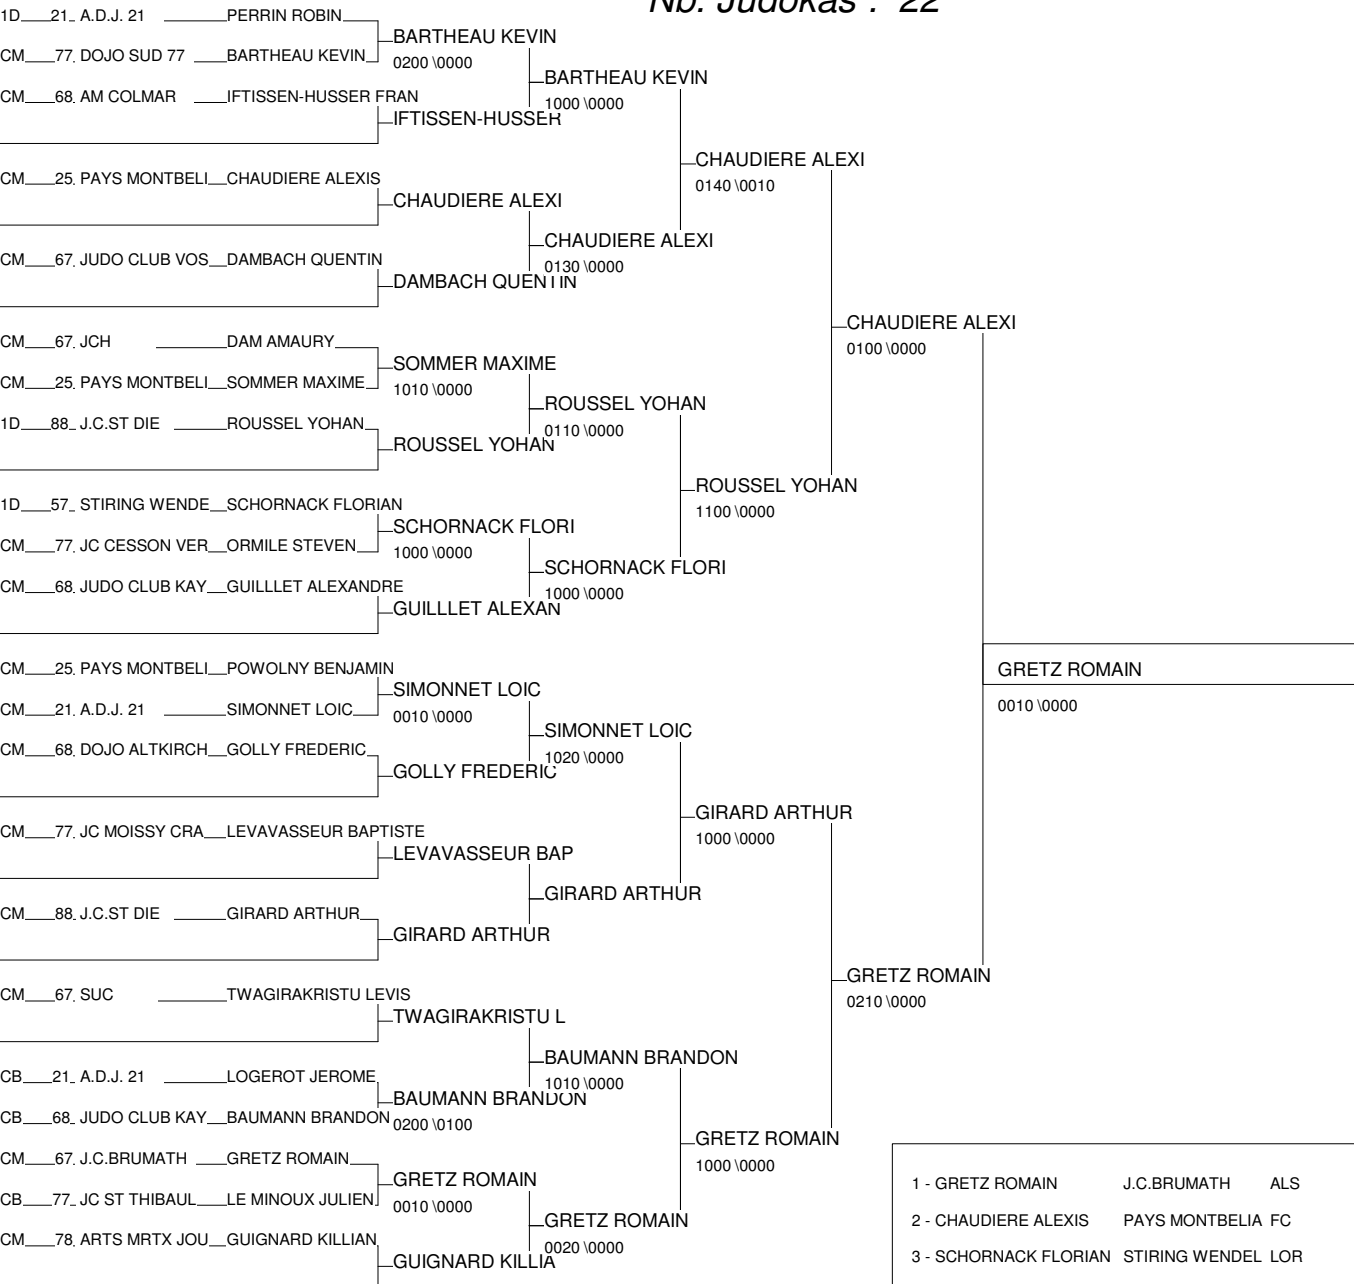 Nb. Judokas : 22
1D 21 A.D.J. 21 PERRIN ROBIN
BARTHEAU KEVIN
CM 77 DOJO SUD 77 BARTHEAU KEVIN
0200 \0000
BARTHEAU KEVIN
CM 68 AM COLMAR IFTISSEN-HUSSER FRAN
1000 \0000
IFTISSEN-HUSSER
CHAUDIERE ALEXI
CM 25 PAYS MONTBELI CHAUDIERE ALEXIS
0140 \0010
CHAUDIERE ALEXI
CHAUDIERE ALEXI
CM 67 JUDO CLUB VOS DAMBACH QUENTIN
0130 \0000
DAMBACH QUENTIN
CHAUDIERE ALEXI
CM 67 JCH DAM AMAURY
0100 \0000
SOMMER MAXIME
CM 25 PAYS MONTBELI SOMMER MAXIME
1010 \0000
ROUSSEL YOHAN
1D 88 J.C.ST DIE ROUSSEL YOHAN
0110 \0000
ROUSSEL YOHAN
ROUSSEL YOHAN
1D 57 STIRING WENDE SCHORNACK FLORIAN
1100 \0000
SCHORNACK FLORI
CM 77 JC CESSON VER ORMILE STEVEN
1000 \0000
SCHORNACK FLORI
CM 68 JUDO CLUB KAY GUILLLET ALEXANDRE
1000 \0000
GUILLLET ALEXAN
CM 25 PAYS MONTBELI POWOLNY BENJAMIN
GRETZ ROMAIN
SIMONNET LOIC
CM 21 A.D.J. 21 SIMONNET LOIC
0010 \0000
0010 \0000
SIMONNET LOIC
CM 68 DOJO ALTKIRCH GOLLY FREDERIC
1020 \0000
GOLLY FREDERIC
GIRARD ARTHUR
CM 77 JC MOISSY CRA LEVAVASSEUR BAPTISTE
1000 \0000
LEVAVASSEUR BAP
GIRARD ARTHUR
CM 88 J.C.ST DIE GIRARD ARTHUR
GIRARD ARTHUR
GRETZ ROMAIN
CM 67 SUC TWAGIRAKRISTU LEVIS
0210 \0000
TWAGIRAKRISTU L
BAUMANN BRANDON
CB 21 A.D.J. 21 LOGEROT JEROME
1010 \0000
BAUMANN BRANDON
CB 68 JUDO CLUB KAY BAUMANN BRANDON
0200 \0100
GRETZ ROMAIN
CM 67 J.C.BRUMATH GRETZ ROMAIN
1000 \0000
GRETZ ROMAIN
CB 77 JC ST THIBAUL LE MINOUX JULIEN
0010 \0000
GRETZ ROMAIN
CM 78 ARTS MRTX JOU GUIGNARD KILLIAN
0020 \0000
GUIGNARD KILLIA
1 - GRETZ ROMAIN J.C.BRUMATH ALS
2 - CHAUDIERE ALEXIS PAYS MONTBELIA FC
3 - SCHORNACK FLORIAN STIRING WENDEL LOR